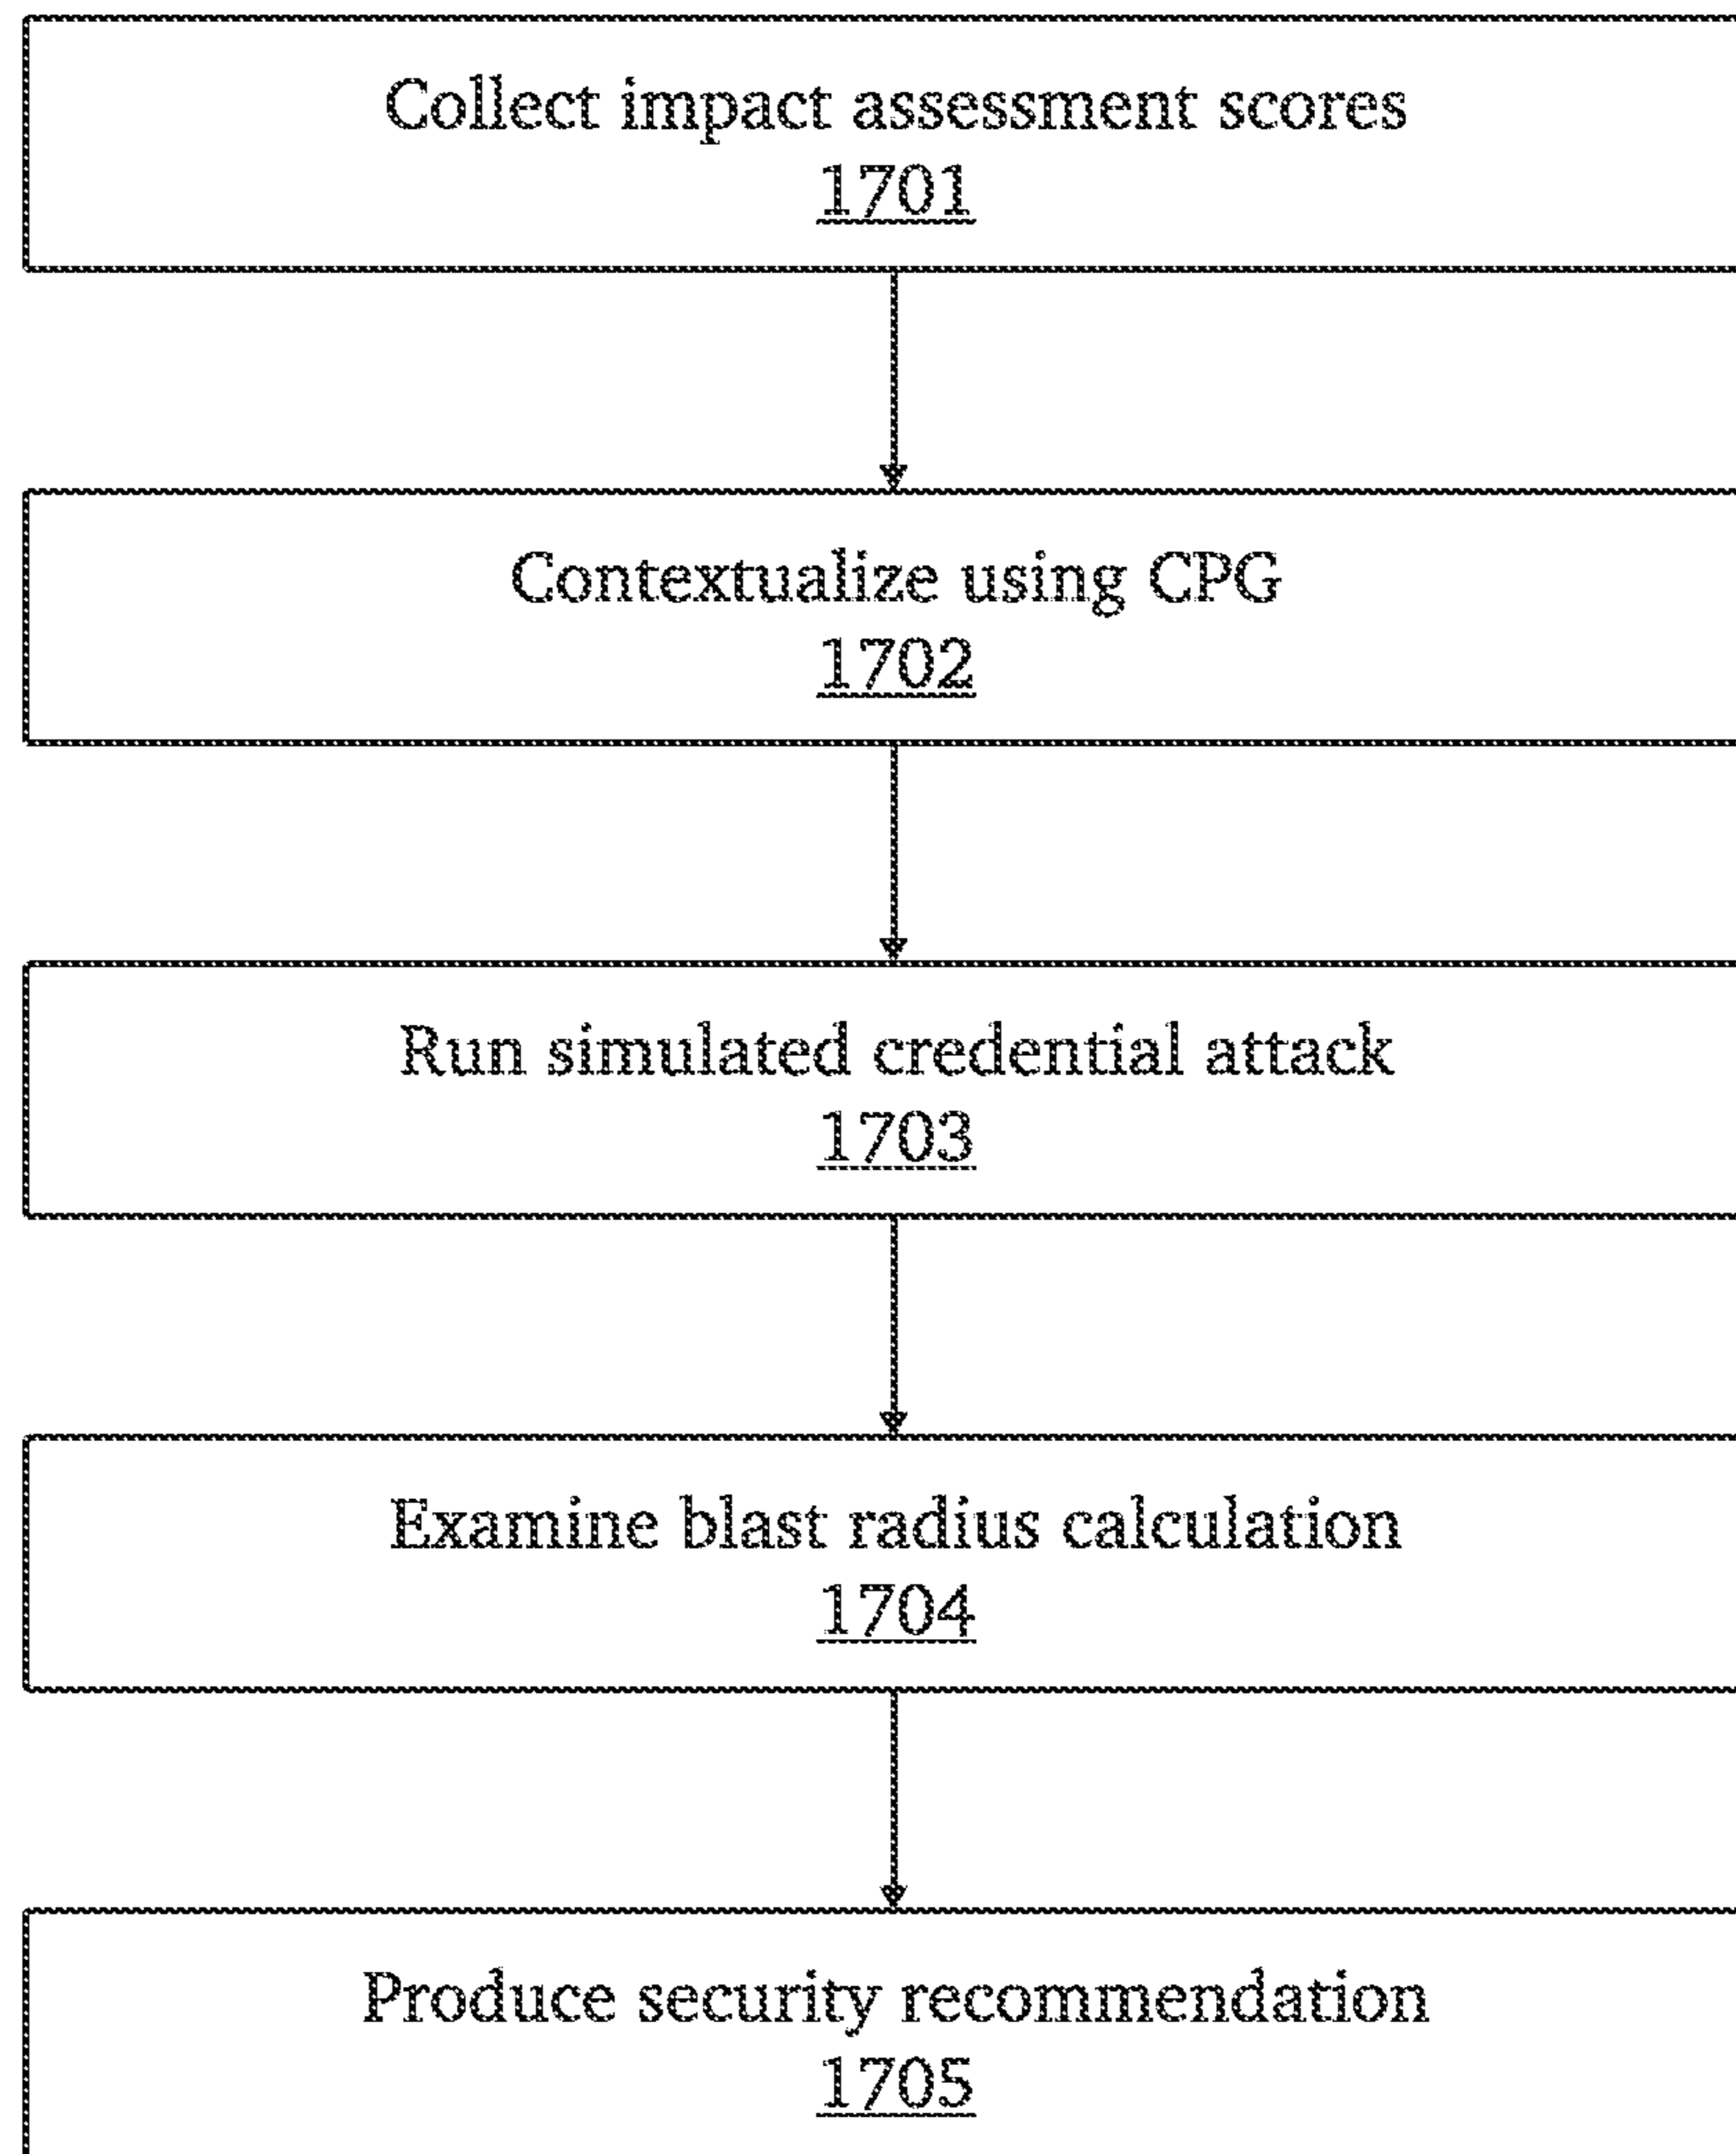 Collect impact assessment scores
1701
Contextualize using CPG
1702
Run simulated credential attack
1703
Examine blast radius calculation
1704
Produce security recommendation
1705